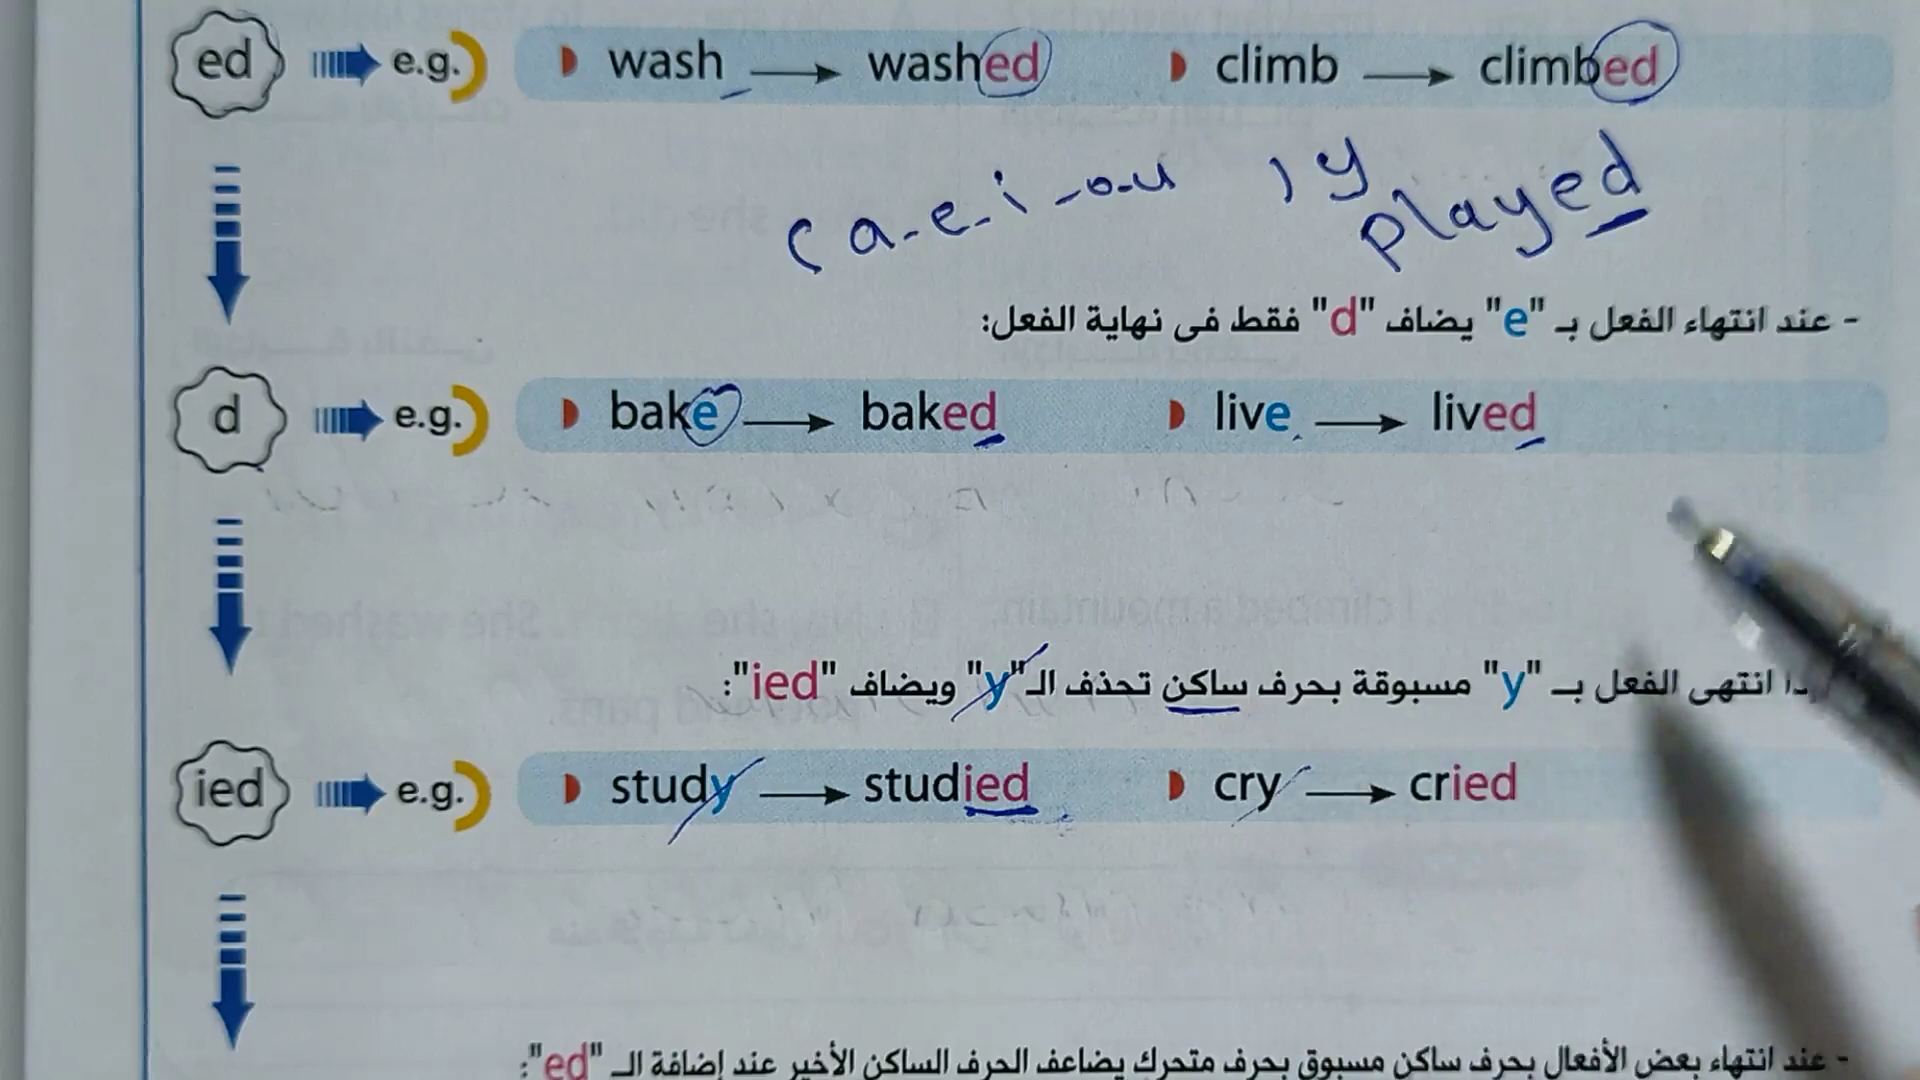 ed e.g. wash → washed climb → climbed
(a-e-i-o-u) y
played
- عند انتهاء الفعل بـ "e" يضاف "d" فقط فى نهاية الفعل:
d e.g. bake → baked live → lived
انتهى الفعل بـ "y" مسبوقة بحرف ساكن تحذف الـ "y" ويضاف "ied":
ied e.g. study → studied cry → cried
- عند انتهاء بعض الأفعال بحرف ساكن مسبوق بحرف متحرك يضاعف الحرف الساكن الأخير عند إضافة الـ "ed":